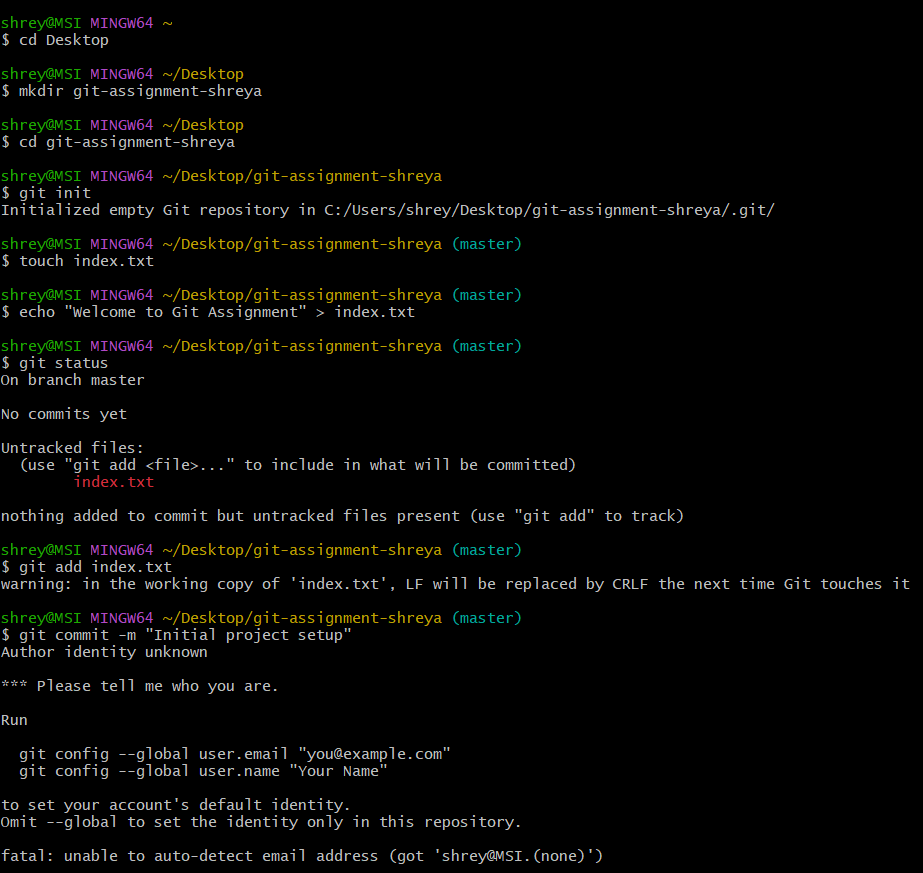 shrey@MSI MINGW64 ~
$ cd Desktop
shrey@MSI MINGW64 ~/Desktop
$ mkdir git-assignment-shreya
shrey@MSI MINGW64 ~/Desktop
$ cd git-assignment-shreya
shrey@MSI MINGW64 ~/Desktop/git-assignment-shreya
$ git init
Initialized empty Git repository in C:/Users/shrey/Desktop/git-assignment-shreya/.git/
shrey@MSI MINGW64 ~/Desktop/git-assignment-shreya (master)
$ touch index.txt
shrey@MSI MINGW64 ~/Desktop/git-assignment-shreya (master)
$ echo "Welcome to Git Assignment" > index.txt
shrey@MSI MINGW64 ~/Desktop/git-assignment-shreya (master)
$ git status
On branch master
No commits yet
Untracked files:
  (use "git add <file>..." to include in what will be committed)
        index.txt
nothing added to commit but untracked files present (use "git add" to track)
shrey@MSI MINGW64 ~/Desktop/git-assignment-shreya (master)
$ git add index.txt
warning: in the working copy of 'index.txt', LF will be replaced by CRLF the next time Git touches it
shrey@MSI MINGW64 ~/Desktop/git-assignment-shreya (master)
$ git commit -m "Initial project setup"
Author identity unknown
*** Please tell me who you are.
Run
  git config --global user.email "you@example.com"
  git config --global user.name "Your Name"
to set your account's default identity.
Omit --global to set the identity only in this repository.
fatal: unable to auto-detect email address (got 'shrey@MSI.(none)')